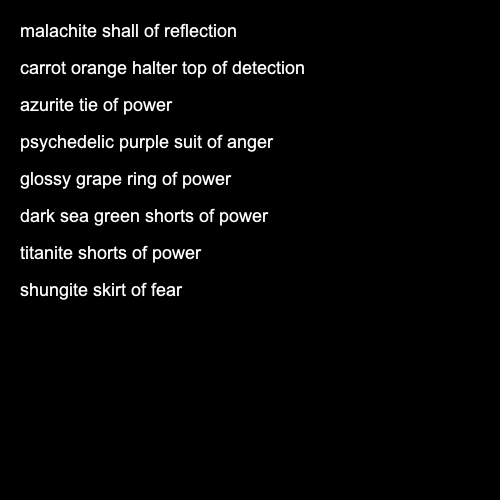 malachite shall of reflection
carrot orange halter top of detection
azurite tie of power
psychedelic purple suit of anger
glossy grape ring of power
dark sea green shorts of power
titanite shorts of power
shungite skirt of fear